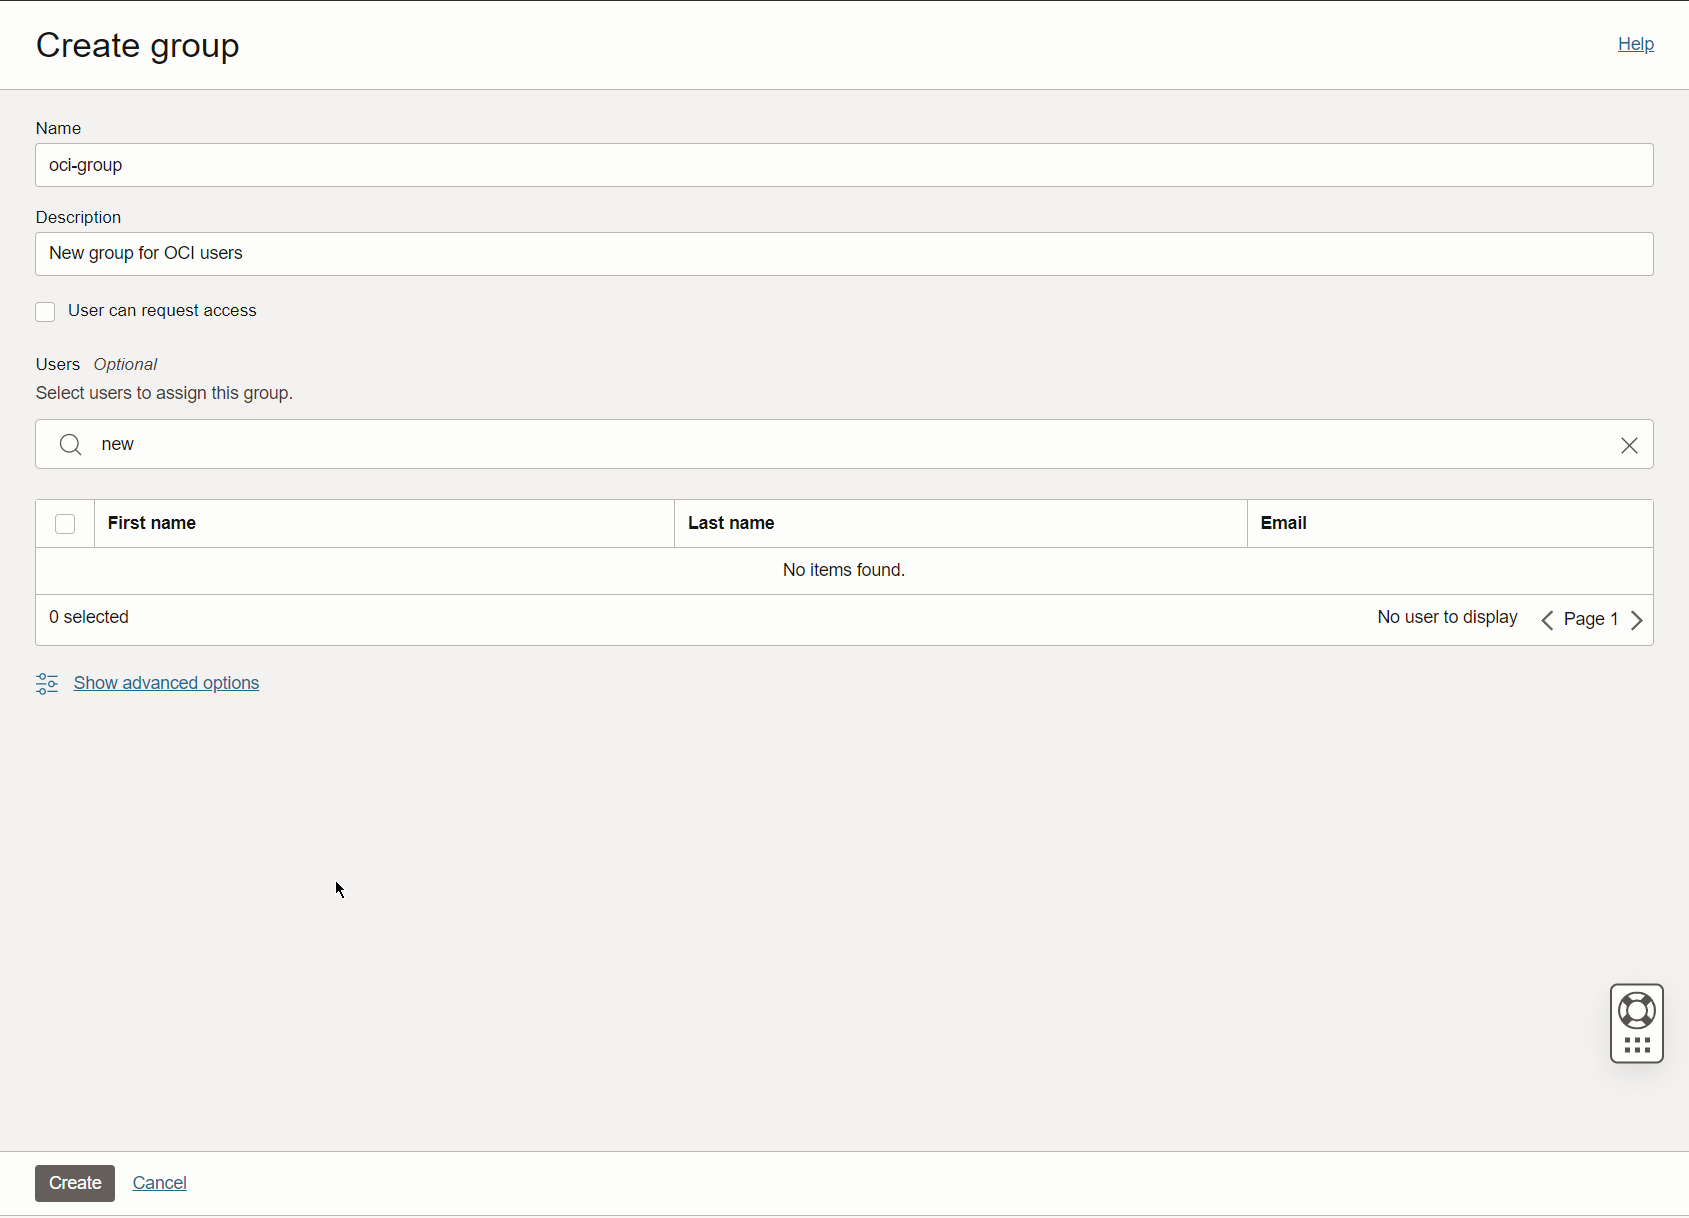 Create group
Help
Name
oci-group
Description
New group for OCI users
User can request access
Users Optional
Select users to assign this group.
new
First name Last name Email
No items found.
0 selected No user to display Page 1
Show advanced options
Create Cancel